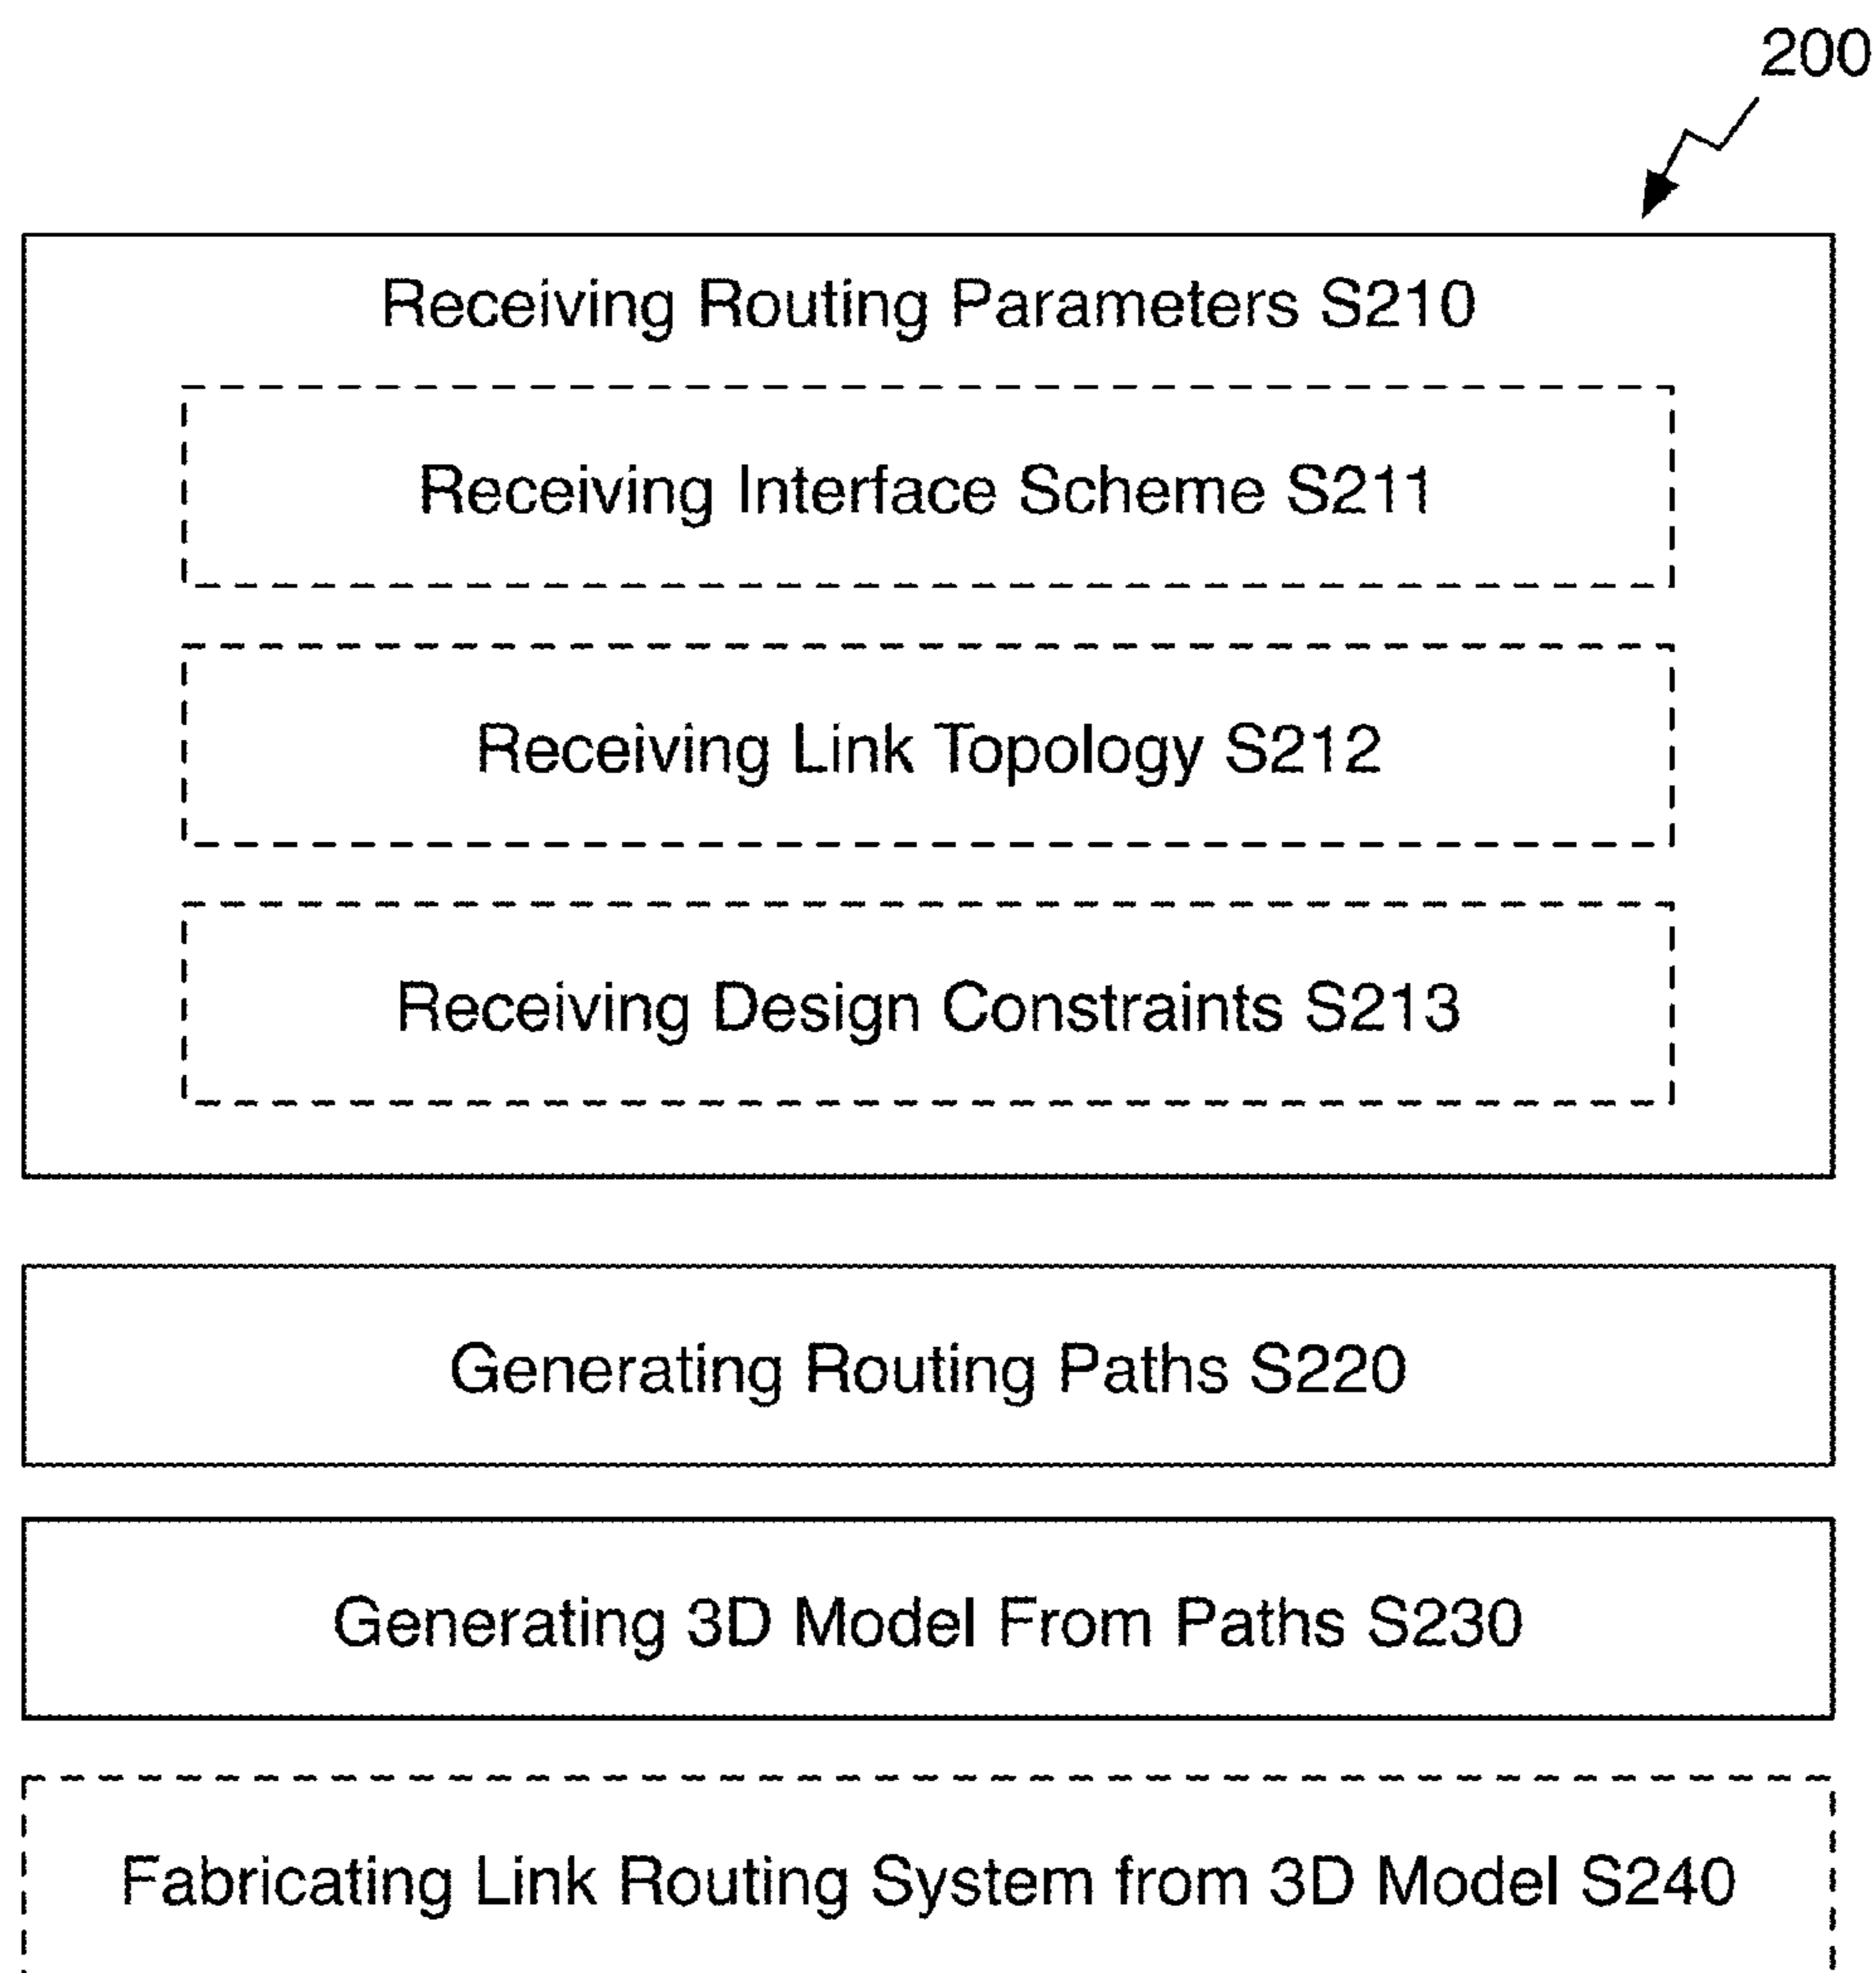 200
Receiving Routing Parameters S210
Receiving Interface Scheme S211
Receiving Link Topology S212
Receiving Design Constraints S213
Generating Routing Paths S220
Generating 3D Model From Paths S230
Fabricating Link Routing System from 3D Model S240